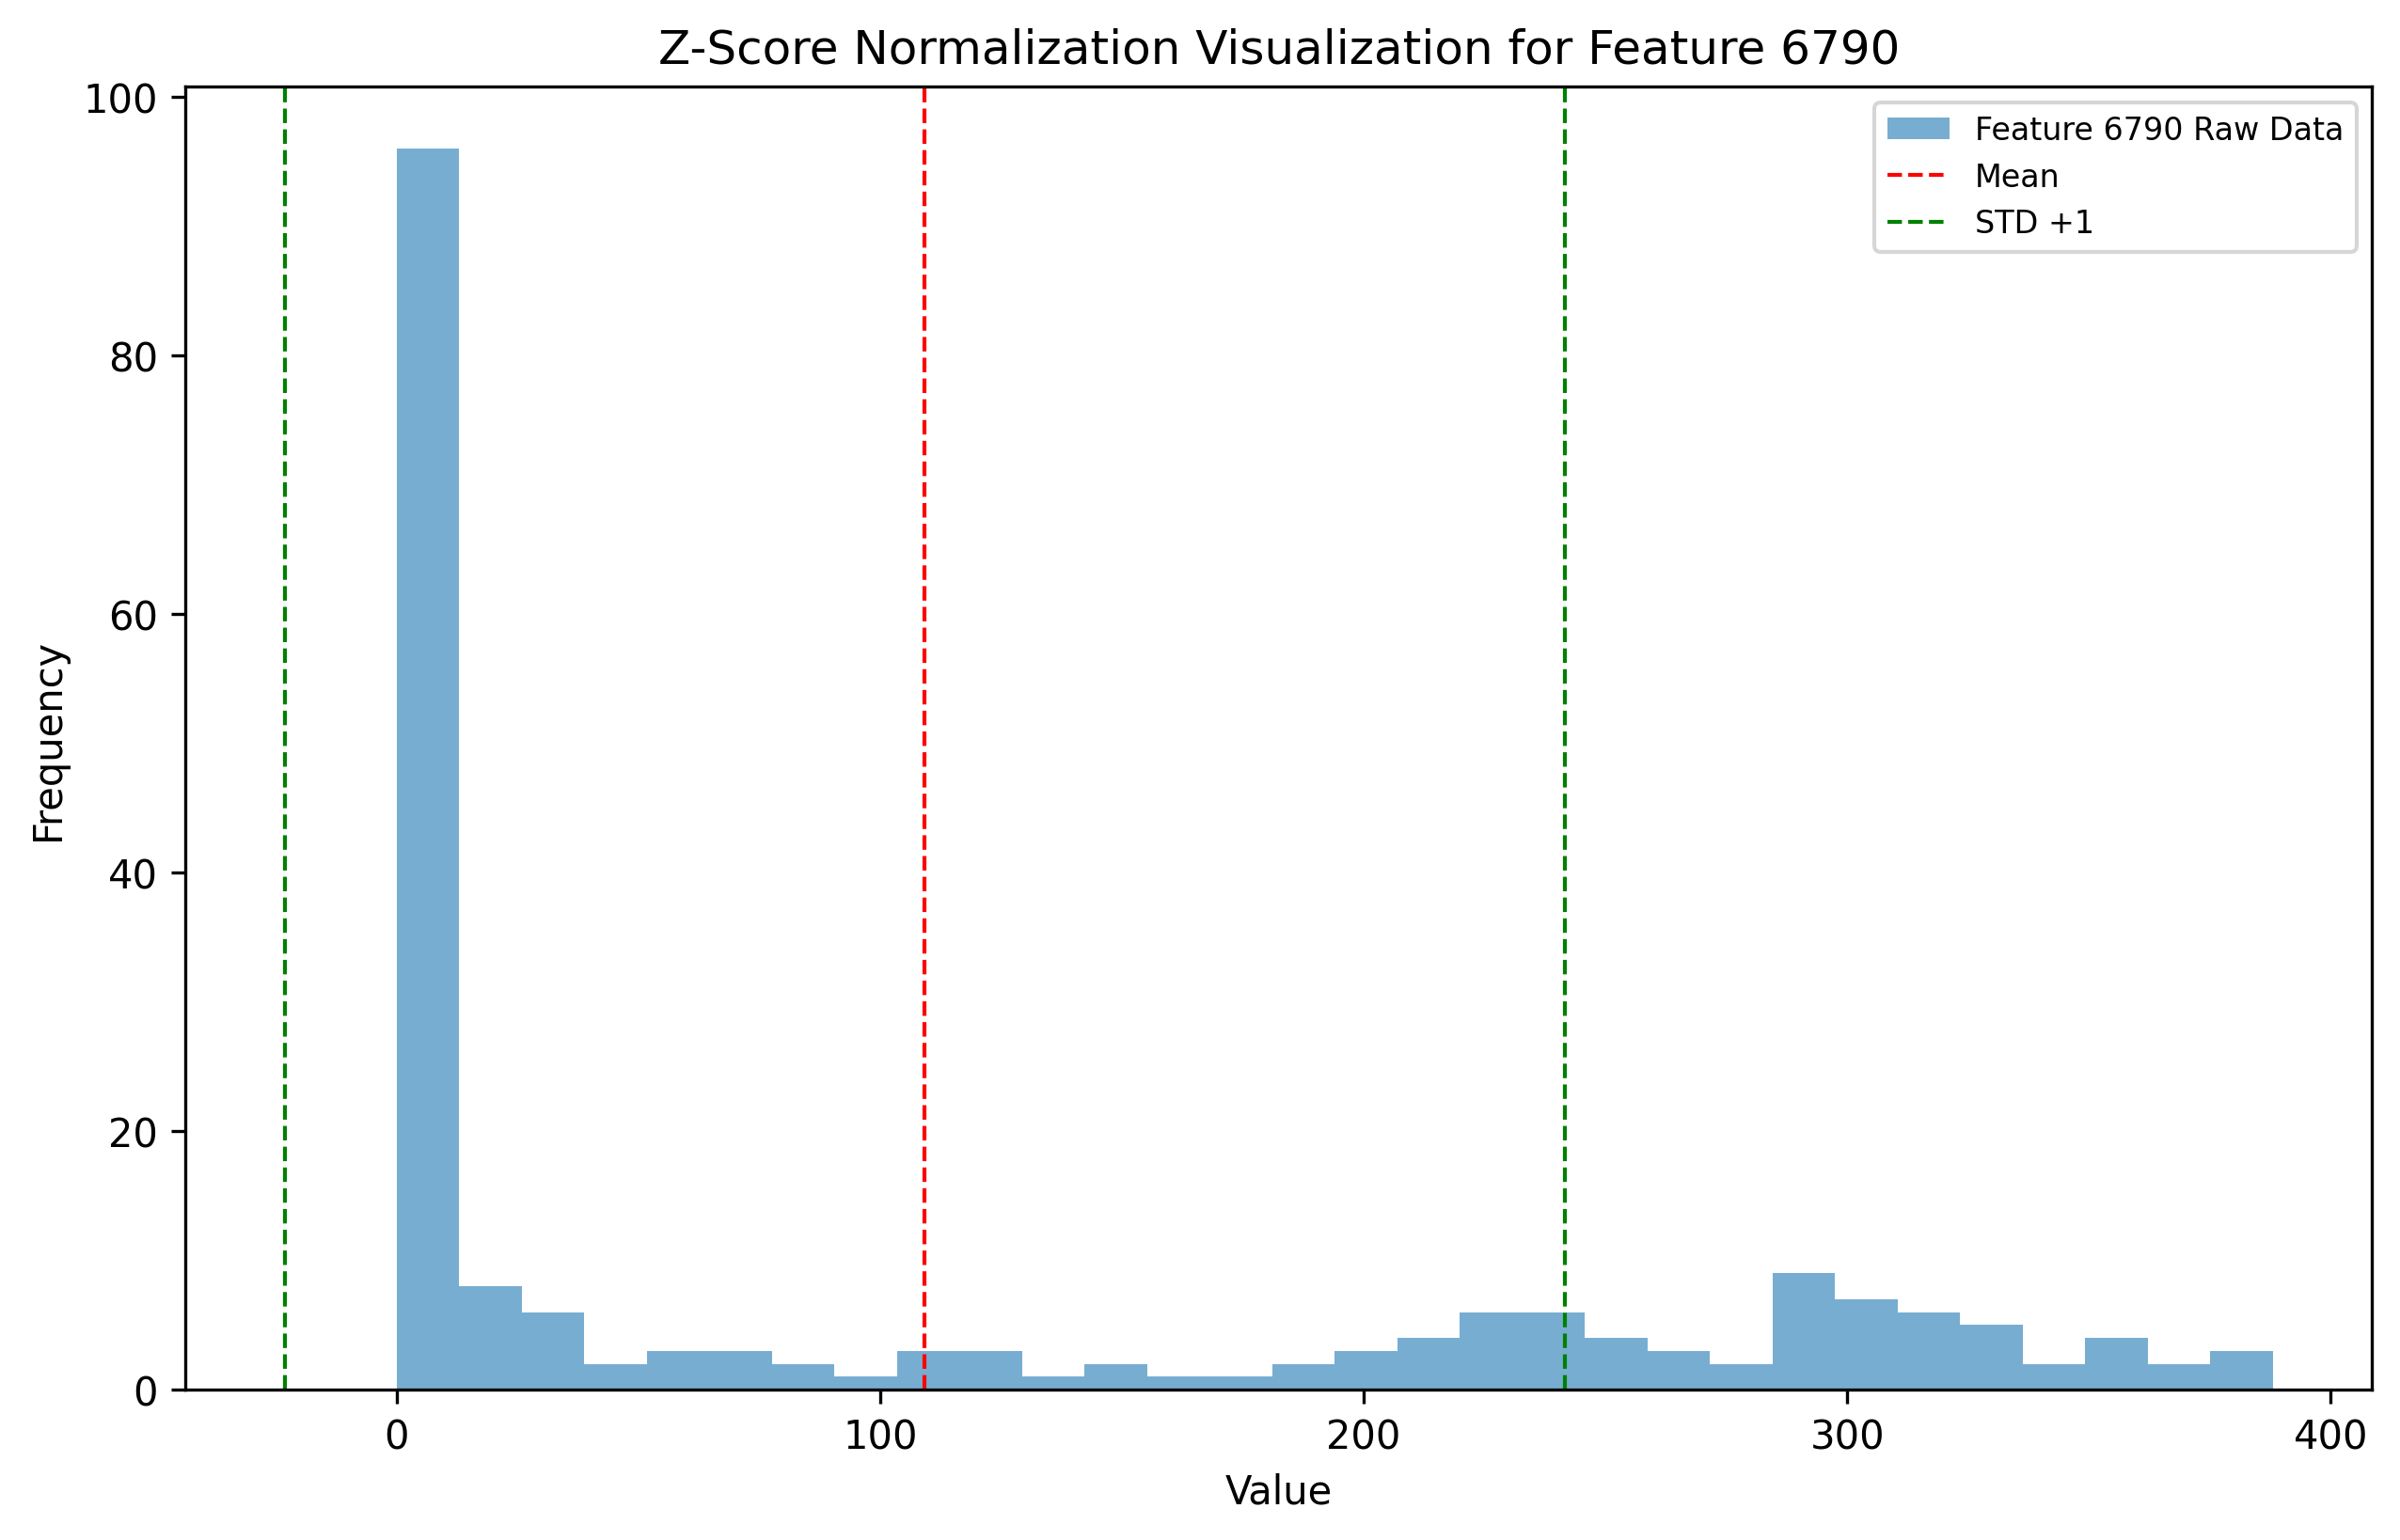 Z-Score Normalization Visualization for Feature 6790
100
80
60
40
20
0
Frequency
Feature 6790 Raw Data
Mean
STD +1
0 100 200 300 400
Value